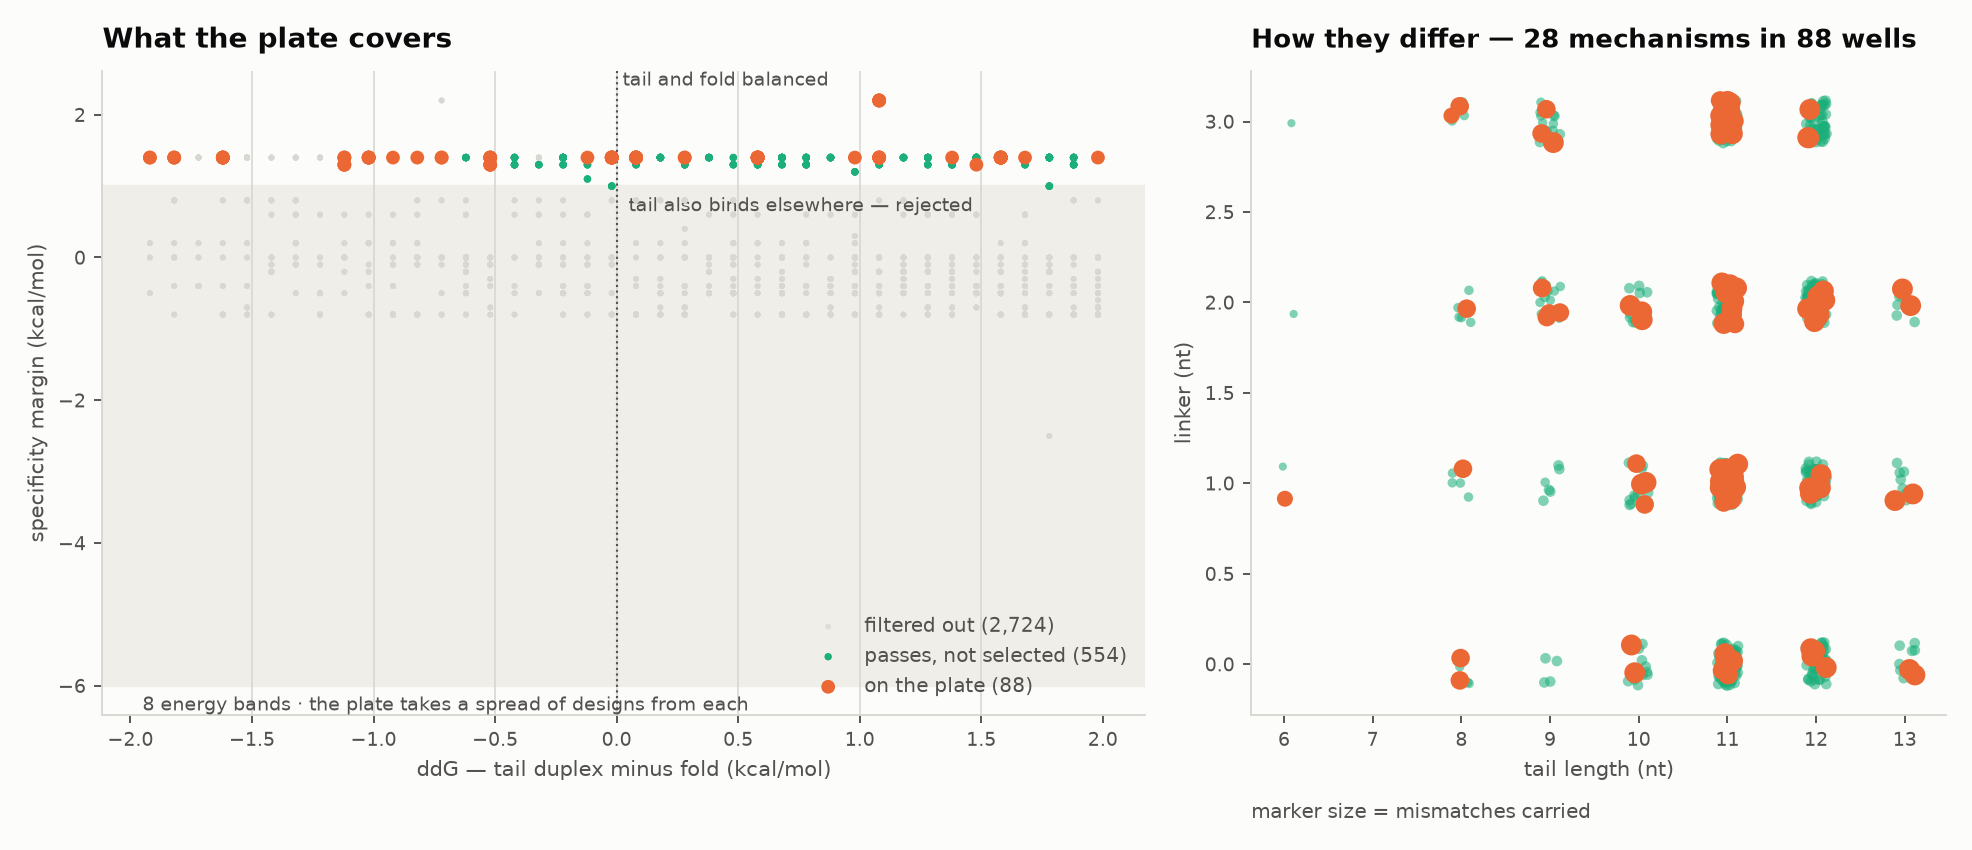 What the plate covers
tail and fold balanced
tail also binds elsewhere — rejected
filtered out (2,724)
passes, not selected (554)
on the plate (88)
8 energy bands · the plate takes a spread of designs from each
specificity margin (kcal/mol)
2
0
−2
−4
−6
−2.0 −1.5 −1.0 −0.5 0.0 0.5 1.0 1.5 2.0
ddG — tail duplex minus fold (kcal/mol)
How they differ — 28 mechanisms in 88 wells
linker (nt)
3.0
2.5
2.0
1.5
1.0
0.5
0.0
6 7 8 9 10 11 12 13
tail length (nt)
marker size = mismatches carried